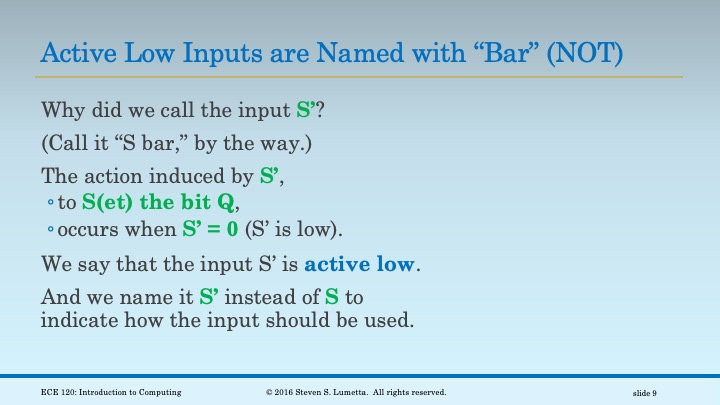 Active Low Inputs are Named with “Bar” (NOT)
Why did we call the input S’?
(Call it “S bar,” by the way.)
The action induced by S’,
◦to S(et) the bit Q,
◦occurs when S’ = 0 (S’ is low).
We say that the input S’ is active low.
And we name it S’ instead of S to
indicate how the input should be used.
ECE 120: Introduction to Computing
© 2016 Steven S. Lumetta. All rights reserved.
slide 9